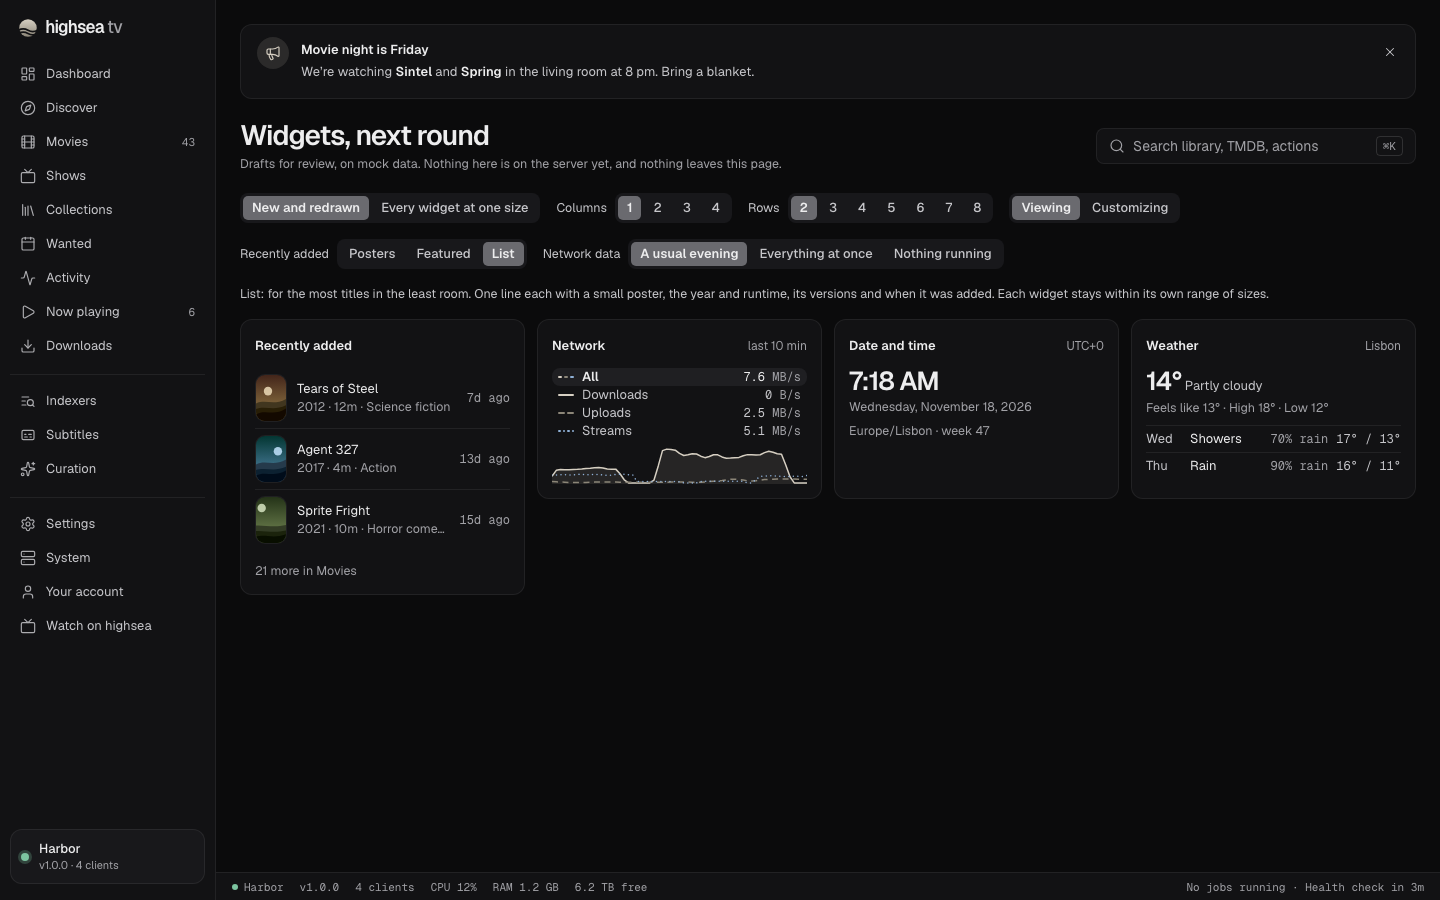 highsea tv
Dashboard
Discover
Movies 43
Shows
Collections
Wanted
Activity
Now playing 6
Downloads
Indexers
Subtitles
Curation
Settings
System
Your account
Watch on highsea
Harbor
v1.0.0 · 4 clients
Movie night is Friday
We're watching Sintel and Spring in the living room at 8 pm. Bring a blanket.
Widgets, next round
Drafts for review, on mock data. Nothing here is on the server yet, and nothing leaves this page.
Search library, TMDB, actions ⌘K
New and redrawn Every widget at one size Columns 1 2 3 4 Rows 2 3 4 5 6 7 8 Viewing Customizing
Recently added Posters Featured List Network data A usual evening Everything at once Nothing running
List: for the most titles in the least room. One line each with a small poster, the year and runtime, its versions and when it was added. Each widget stays within its own range of sizes.
Recently added
Tears of Steel
2012 · 12m · Science fiction
7d ago
Agent 327
2017 · 4m · Action
13d ago
Sprite Fright
2021 · 10m · Horror come…
15d ago
21 more in Movies
Network last 10 min
All 7.6 MB/s
Downloads 0 B/s
Uploads 2.5 MB/s
Streams 5.1 MB/s
Date and time UTC+0
7:18 AM
Wednesday, November 18, 2026
Europe/Lisbon · week 47
Weather Lisbon
14° Partly cloudy
Feels like 13° · High 18° · Low 12°
Wed Showers 70% rain 17° / 13°
Thu Rain 90% rain 16° / 11°
Harbor v1.0.0 4 clients CPU 12% RAM 1.2 GB 6.2 TB free
No jobs running · Health check in 3m